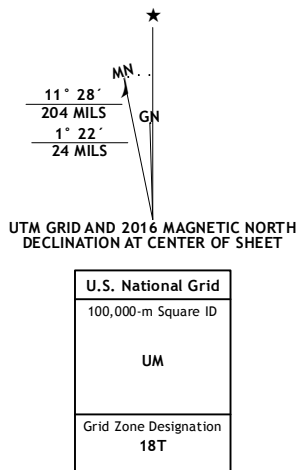 ★
MN
GN
11° 28´
204 MILS
1° 22´
24 MILS
UTM GRID AND 2016 MAGNETIC NORTH
DECLINATION AT CENTER OF SHEET
U.S. National Grid
100,000-m Square ID
UM
Grid Zone Designation
18T